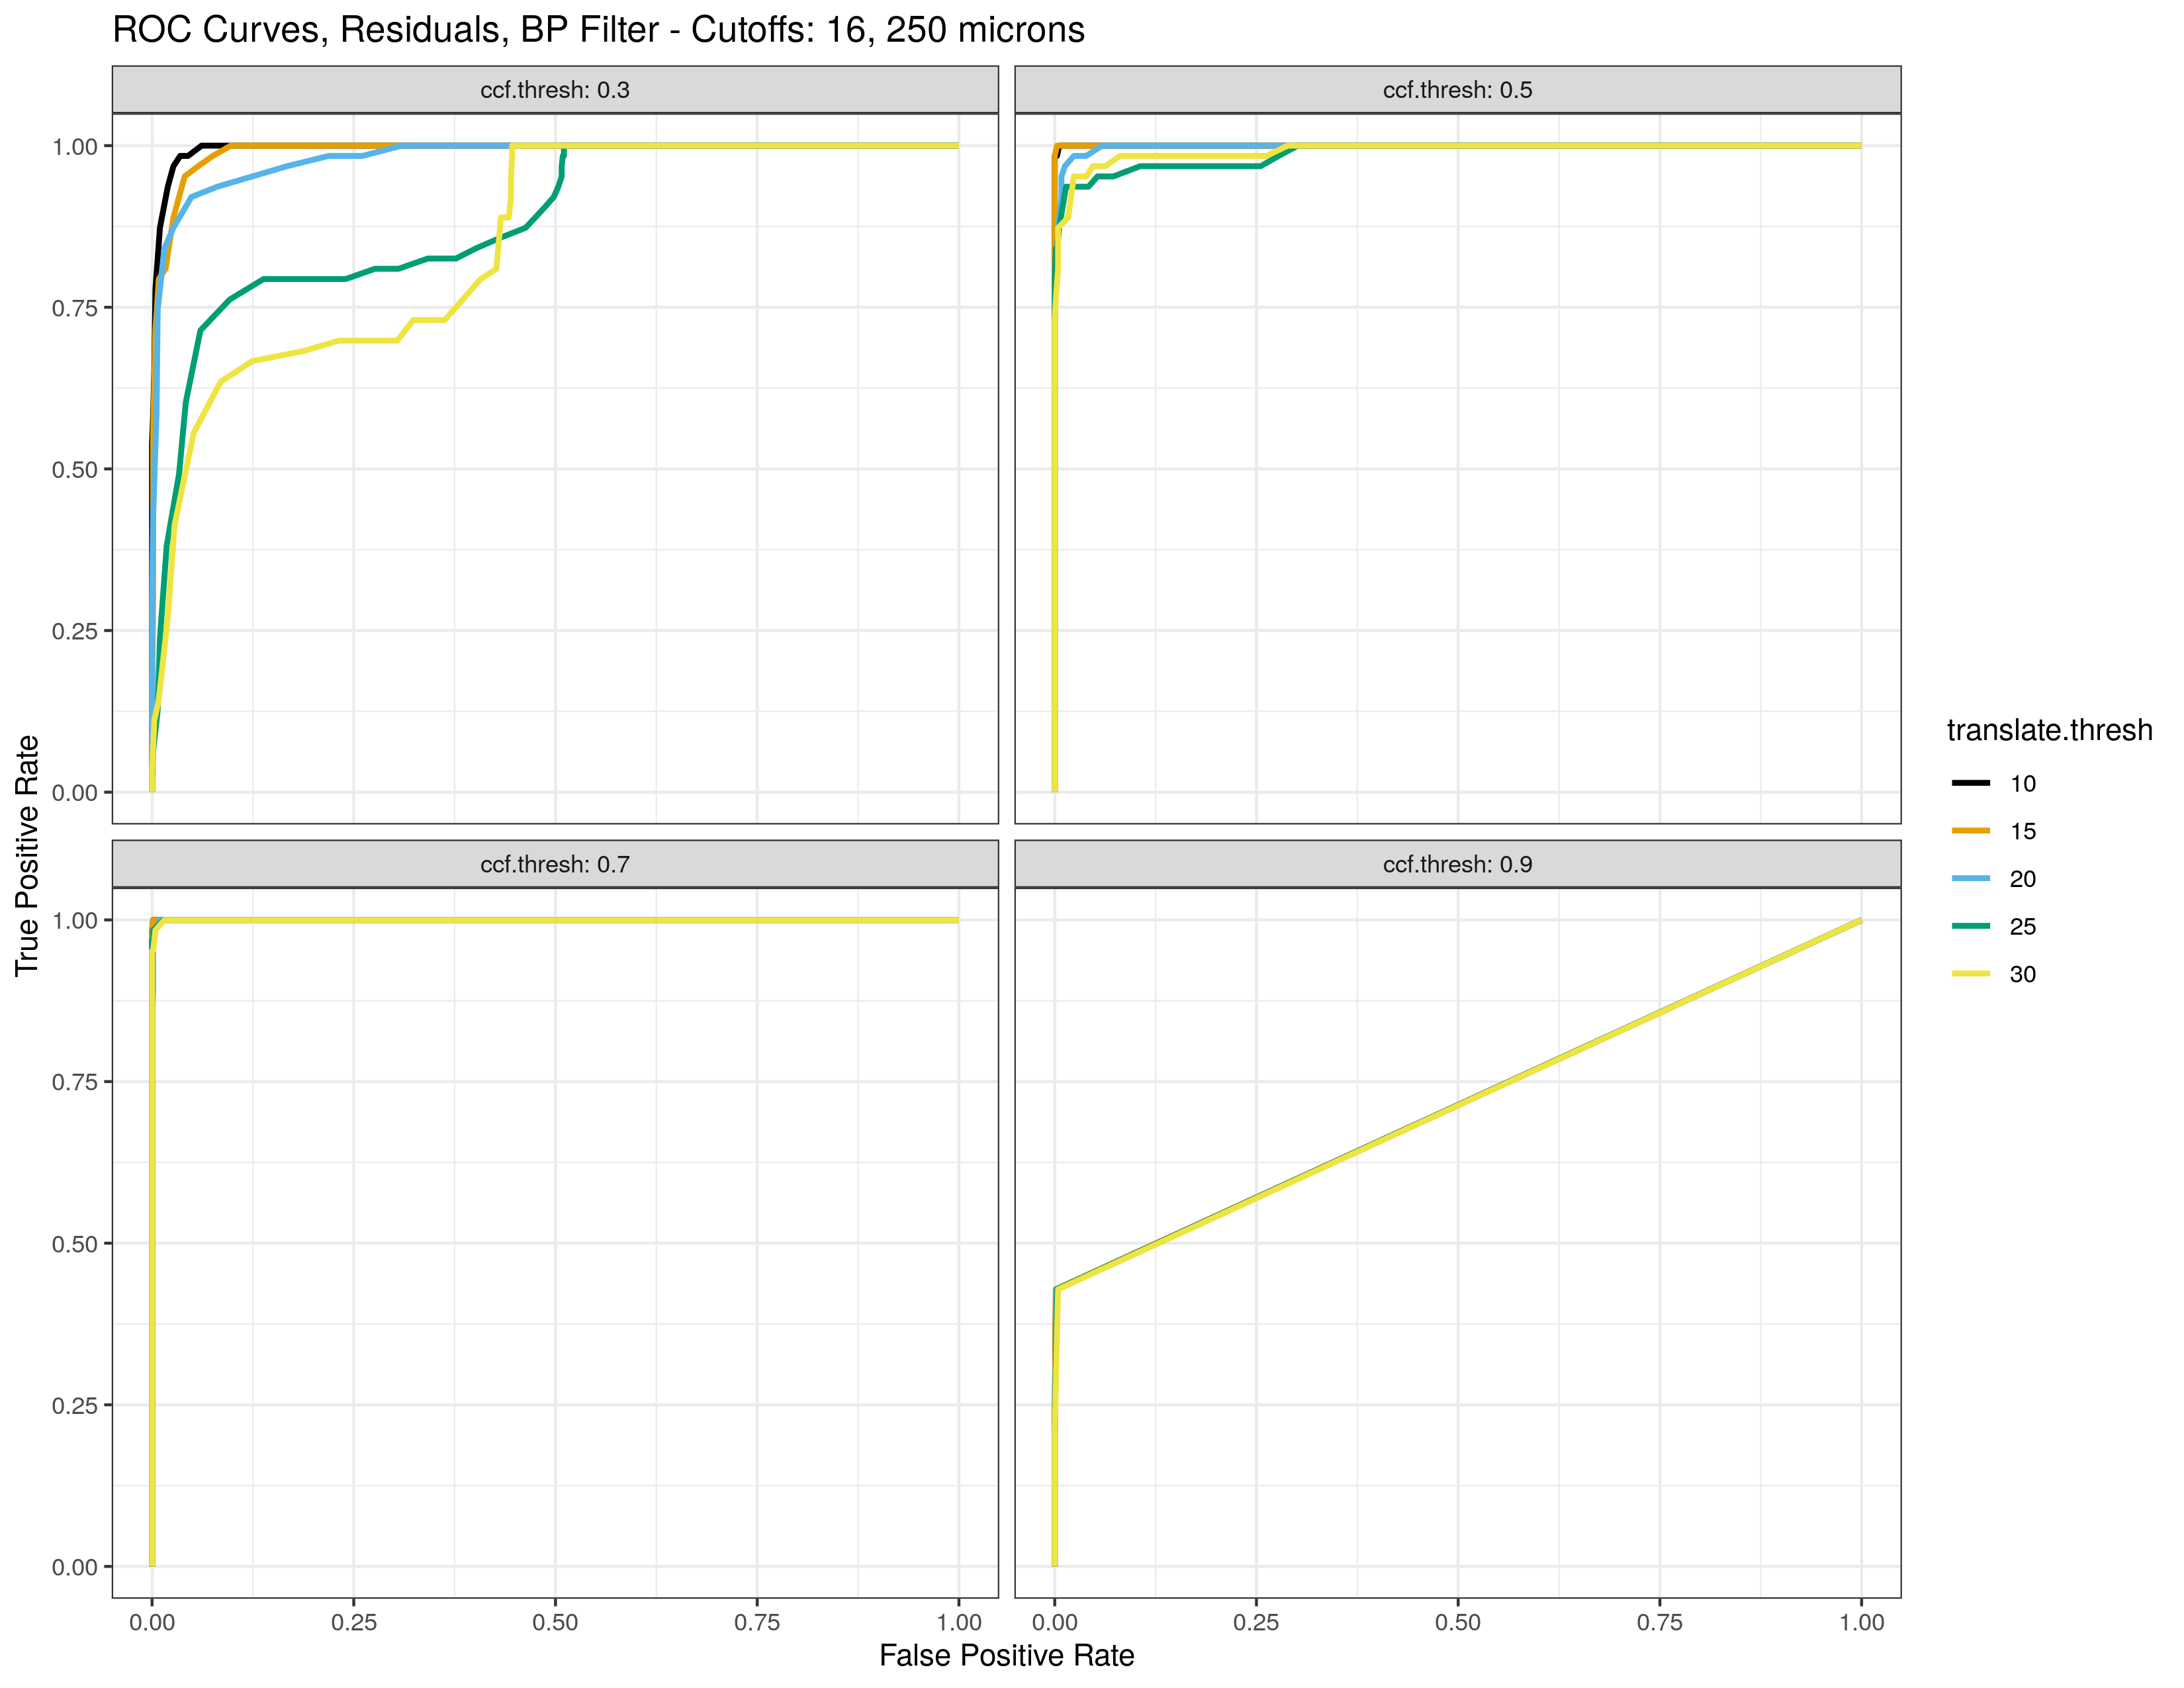 ROC Curves, Residuals, BP Filter - Cutoffs: 16, 250 microns
ccf.thresh: 0.3
ccf.thresh: 0.5
1.00
0.75
0.50
0.25
0.00
ccf.thresh: 0.7
ccf.thresh: 0.9
1.00
0.75
0.50
0.25
0.00
0.00 0.25 0.50 0.75 1.00
0.00 0.25 0.50 0.75 1.00
False Positive Rate
True Positive Rate
translate.thresh
10
15
20
25
30